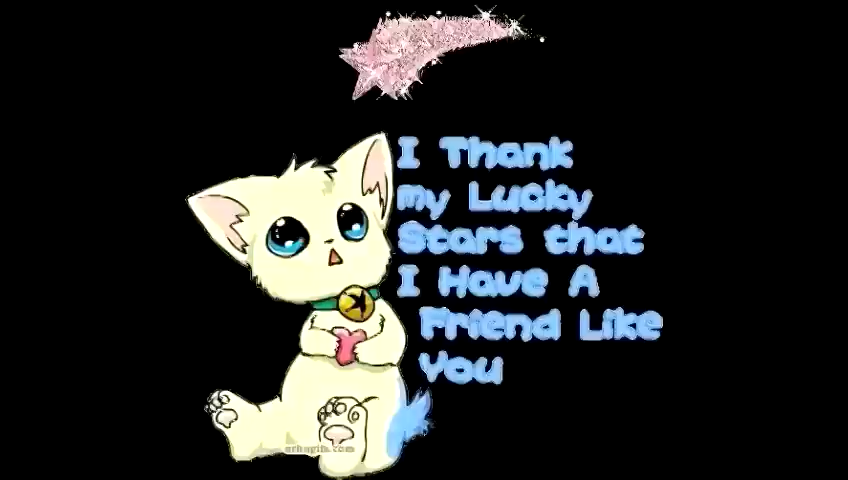 I Thank
my Lucky
Stars that
I Have A
Friend Like
You